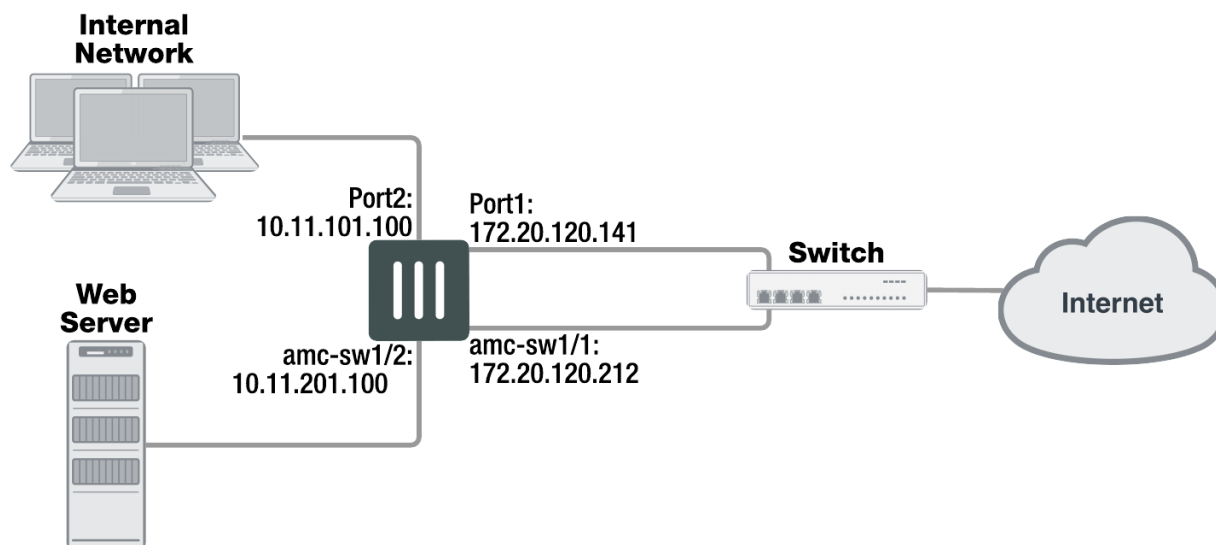 Internal
Network
Port2:
10.11.101.100
Port1:
172.20.120.141
Switch
Internet
Web
Server
amc-sw1/2:
10.11.201.100
amc-sw1/1:
172.20.120.212